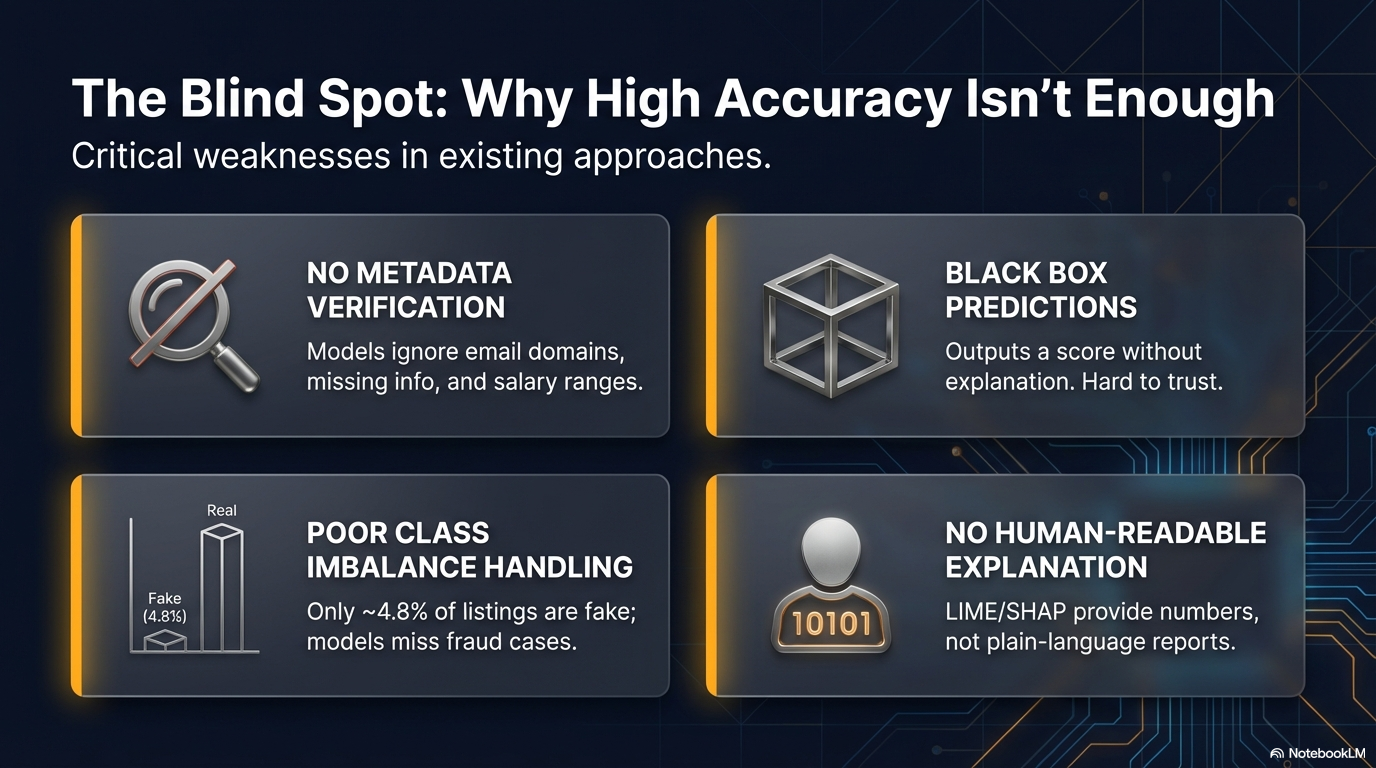 The Blind Spot: Why High Accuracy Isn’t Enough
Critical weaknesses in existing approaches.
NO METADATA
VERIFICATION
Models ignore email domains,
missing info, and salary ranges.
BLACK BOX
PREDICTIONS
Outputs a score without
explanation. Hard to trust.
Real
Fake
(4.8%)
POOR CLASS
IMBALANCE HANDLING
Only ~4.8% of listings are fake;
models miss fraud cases.
10101
NO HUMAN-READABLE
EXPLANATION
LIME/SHAP provide numbers,
not plain-language reports.
NotebookLM